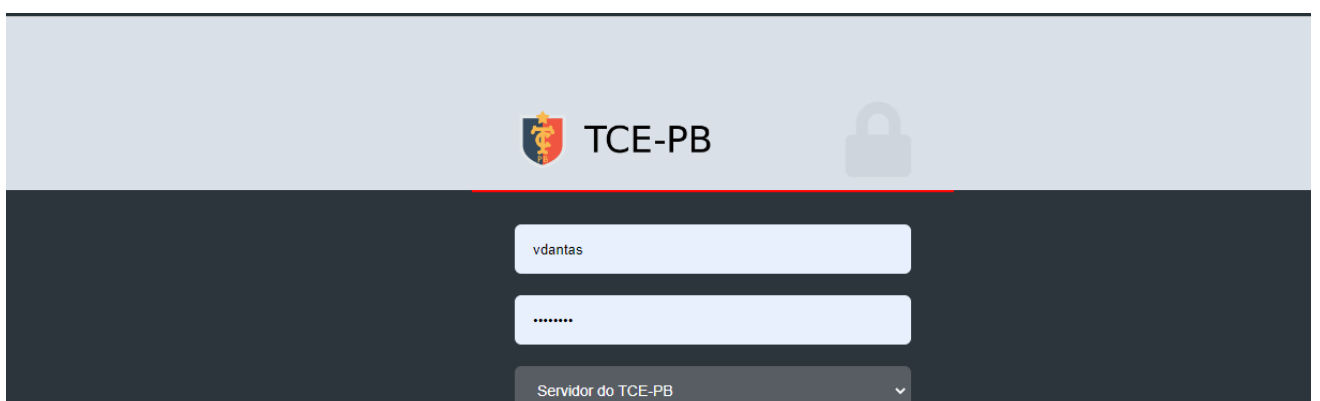 TCE-PB
vdantas
••••••••
Servidor do TCE-PB